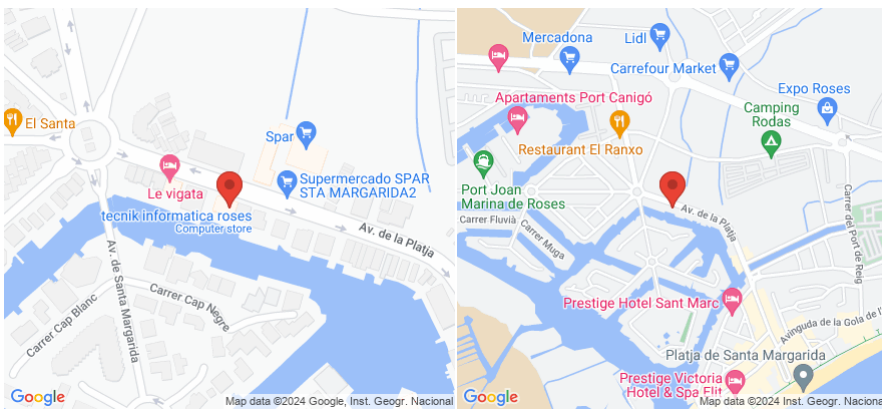 El Santa
Spar
Le vigata
Supermercado SPAR
STA MARGARIDA2
tecnik informatica roses
Computer store
Av. de la Platja
Av. de Santa Margarida
Carrer Cap Blanc
Carrer Cap Negre
Google
Map data ©2024 Google, Inst. Geogr. Nacional
Mercadona
Lidl
Carrefour Market
Apartaments Port Canigó
Expo Roses
Camping
Rodas
Restaurant El Ranxo
Port Joan
Marina de Roses
Carrer Fluvià
Carrer Muga
Av. de la Platja
Carrer del Port de Reig
Prestige Hotel Sant Marc
Avinguda de la Gola de l
Platja de Santa Margarida
Prestige Victoria
Hotel & Spa Elit
Google
Map data ©2024 Inst. Geogr. Nacional